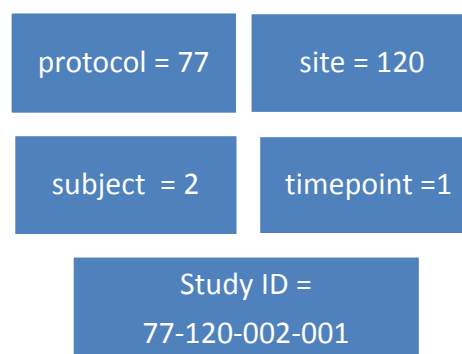 protocol = 77
site = 120
subject  = 2
timepoint =1
Study ID =
77-120-002-001